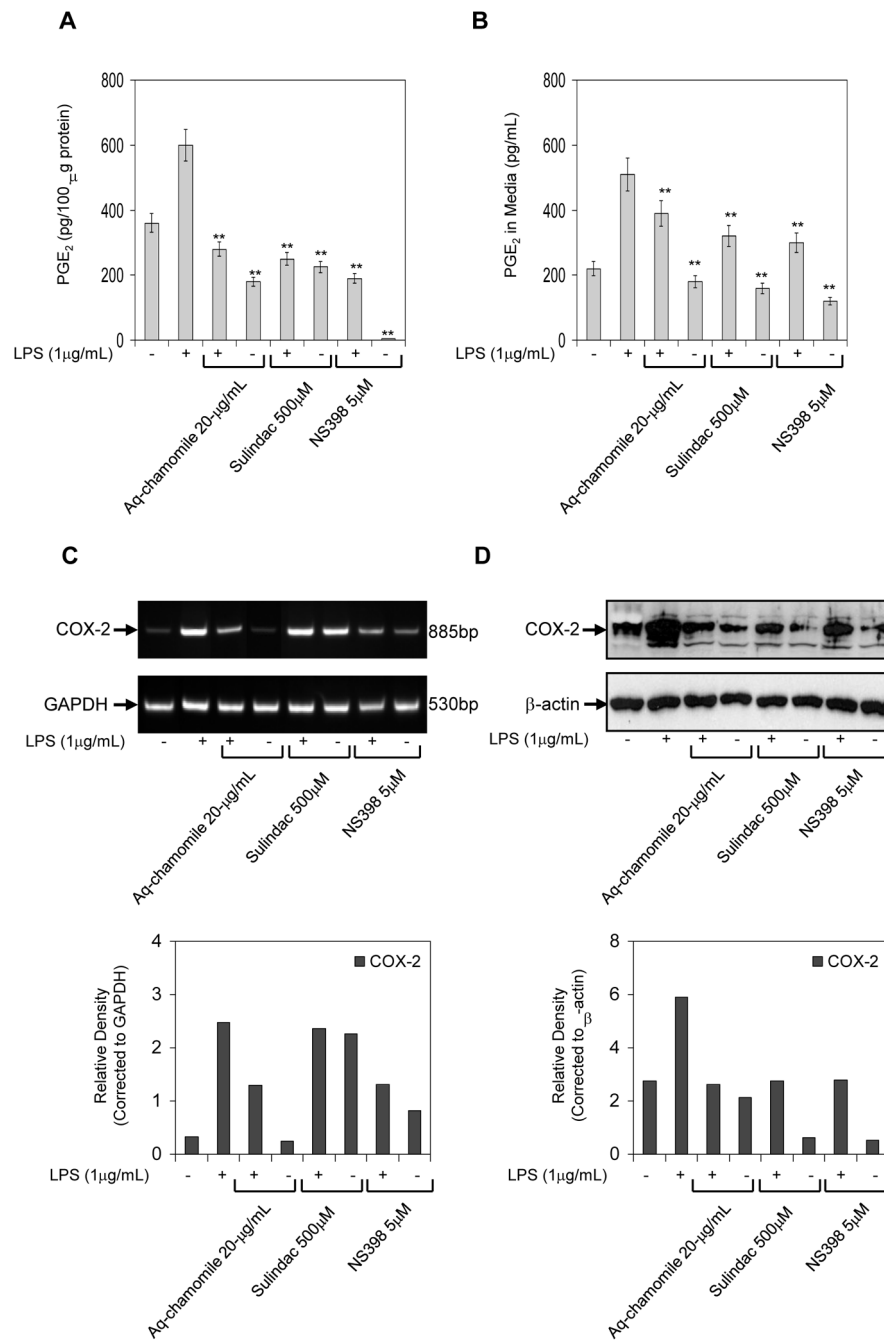 A
800
600
400
200
0
PGE2 (pg/100 μg protein)
** ** ** ** ** **
LPS (1μg/mL) - + + - + - + -
Aq-chamomile 20-μg/mL
Sulindac 500μM
NS398 5μM
B
800
600
400
200
0
PGE2 in Media (pg/mL)
** ** ** ** ** **
LPS (1μg/mL) - + + - + - + -
Aq-chamomile 20-μg/mL
Sulindac 500μM
NS398 5μM
C
COX-2 885bp
GAPDH 530bp
LPS (1μg/mL) - + + - + - + -
Aq-chamomile 20-μg/mL
Sulindac 500μM
NS398 5μM
4
3
2
1
0
Relative Density
(Corrected to GAPDH)
COX-2
LPS (1μg/mL) - + + - + - + -
Aq-chamomile 20-μg/mL
Sulindac 500μM
NS398 5μM
D
COX-2
β-actin
LPS (1μg/mL) - + + - + - + -
Aq-chamomile 20-μg/mL
Sulindac 500μM
NS398 5μM
8
6
4
2
0
Relative Density
(Corrected to β-actin)
COX-2
LPS (1μg/mL) - + + - + - + -
Aq-chamomile 20-μg/mL
Sulindac 500μM
NS398 5μM